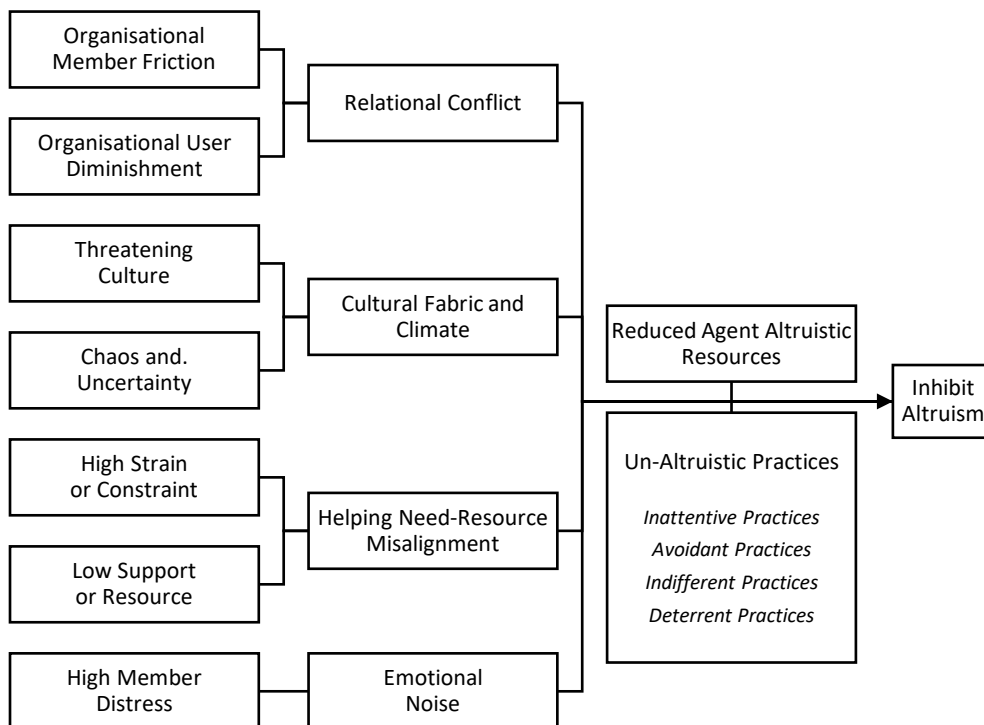 Organisational
Member Friction
Organisational User
Diminishment
Relational Conflict
Threatening
Culture
Chaos and.
Uncertainty
Cultural Fabric and
Climate
High Strain
or Constraint
Low Support
or Resource
Helping Need-Resource
Misalignment
High Member
Distress
Emotional
Noise
Reduced Agent Altruistic
Resources
Un-Altruistic Practices
Inattentive Practices
Avoidant Practices
Indifferent Practices
Deterrent Practices
Inhibit
Altruism